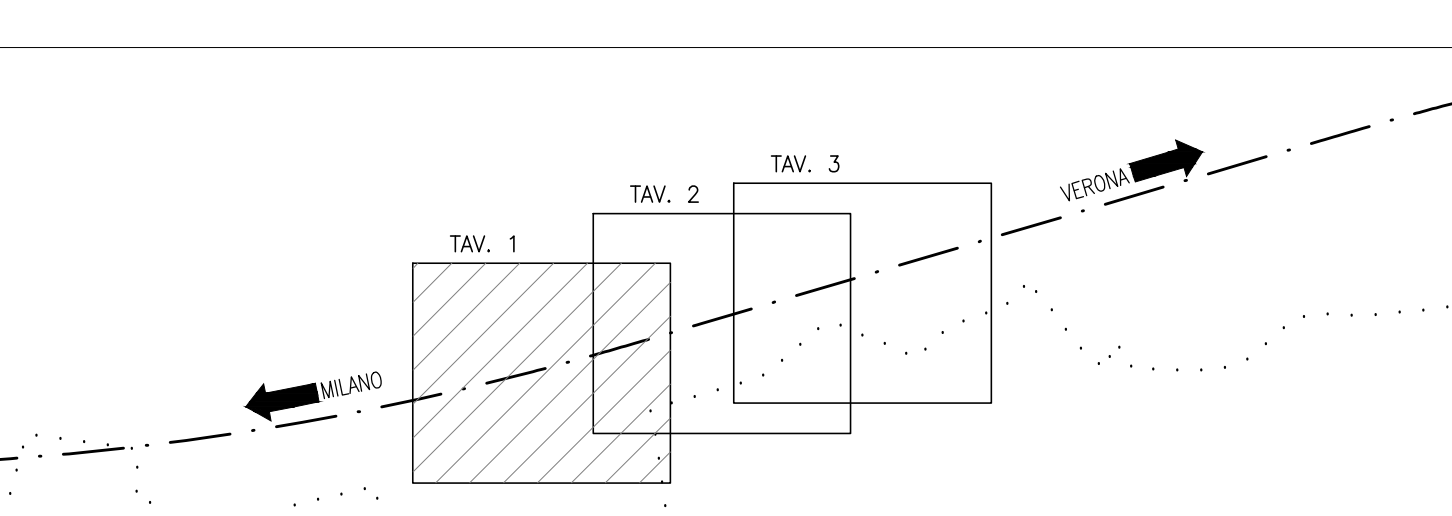 TAV. 3
VERONA
TAV. 2
TAV. 1
MILANO